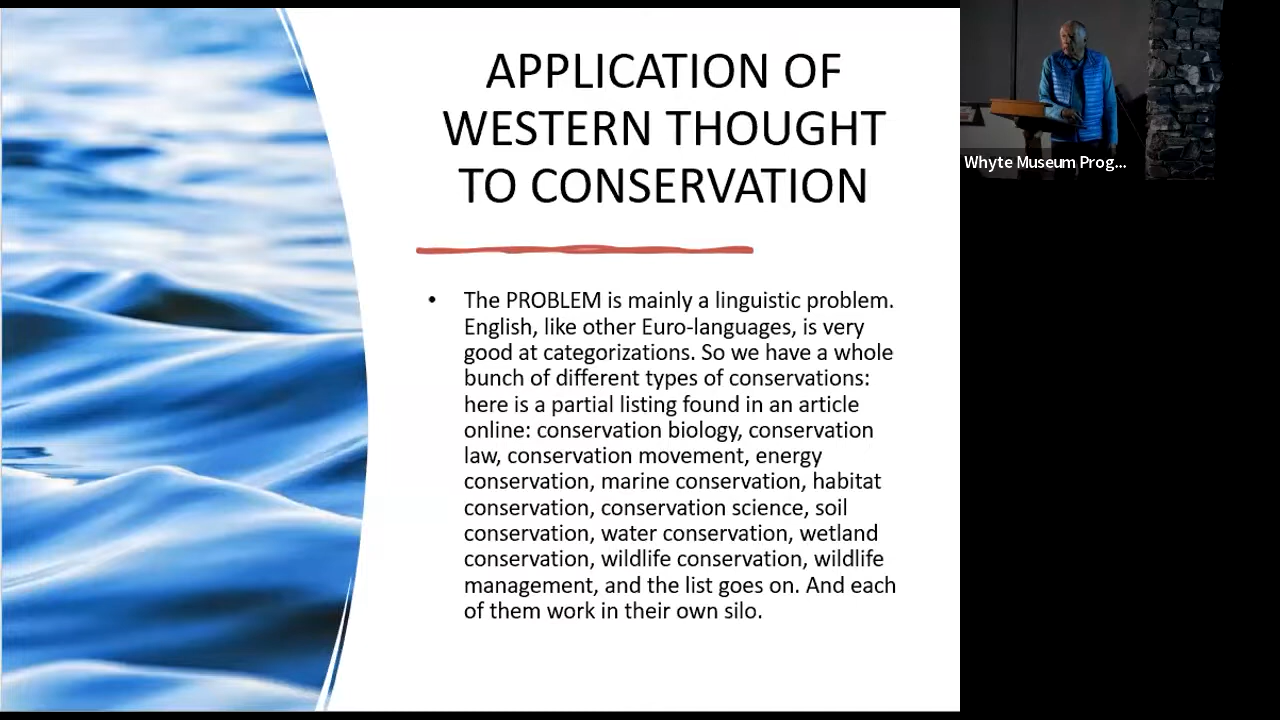 APPLICATION OF
WESTERN THOUGHT
TO CONSERVATION
• The PROBLEM is mainly a linguistic problem.
English, like other Euro-languages, is very
good at categorizations. So we have a whole
bunch of different types of conservations:
here is a partial listing found in an article
online: conservation biology, conservation
law, conservation movement, energy
conservation, marine conservation, habitat
conservation, conservation science, soil
conservation, water conservation, wetland
conservation, wildlife conservation, wildlife
management, and the list goes on. And each
of them work in their own silo.
Whyte Museum Prog...